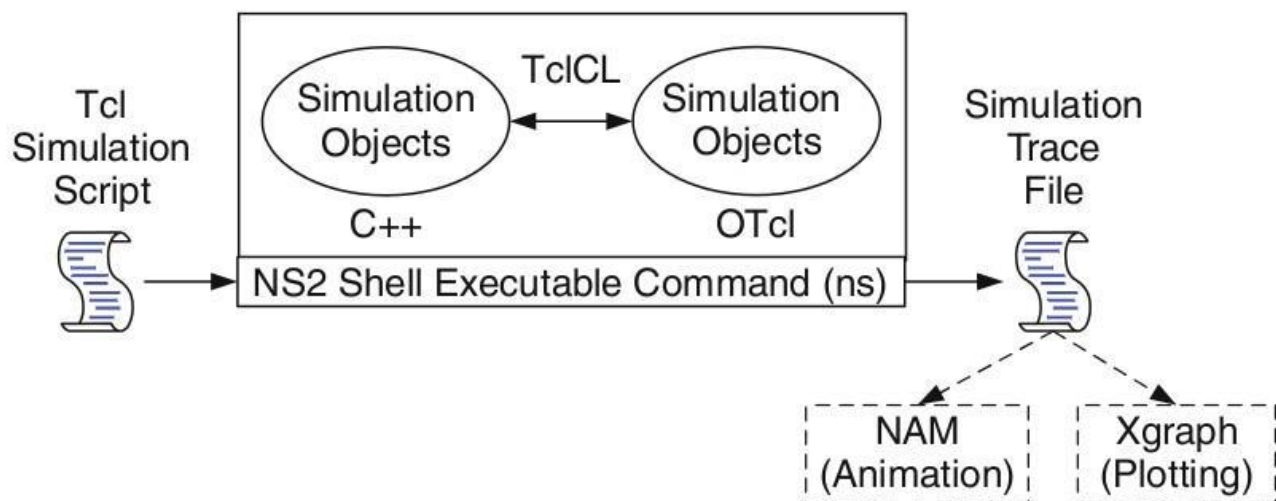 Tcl
Simulation
Script
Simulation
Objects
C++
TclCL
Simulation
Objects
OTcl
NS2 Shell Executable Command (ns)
Simulation
Trace
File
NAM
(Animation)
Xgraph
(Plotting)